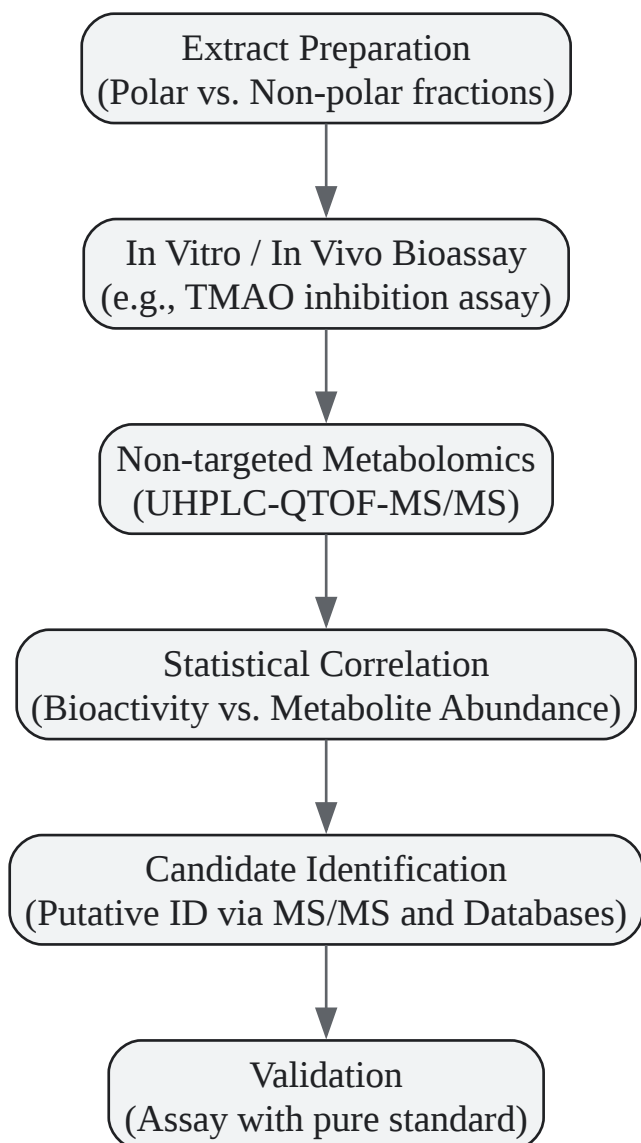 Extract Preparation
(Polar vs. Non-polar fractions)
In Vitro / In Vivo Bioassay
(e.g., TMAO inhibition assay)
Non-targeted Metabolomics
(UHPLC-QTOF-MS/MS)
Statistical Correlation
(Bioactivity vs. Metabolite Abundance)
Candidate Identification
(Putative ID via MS/MS and Databases)
Validation
(Assay with pure standard)